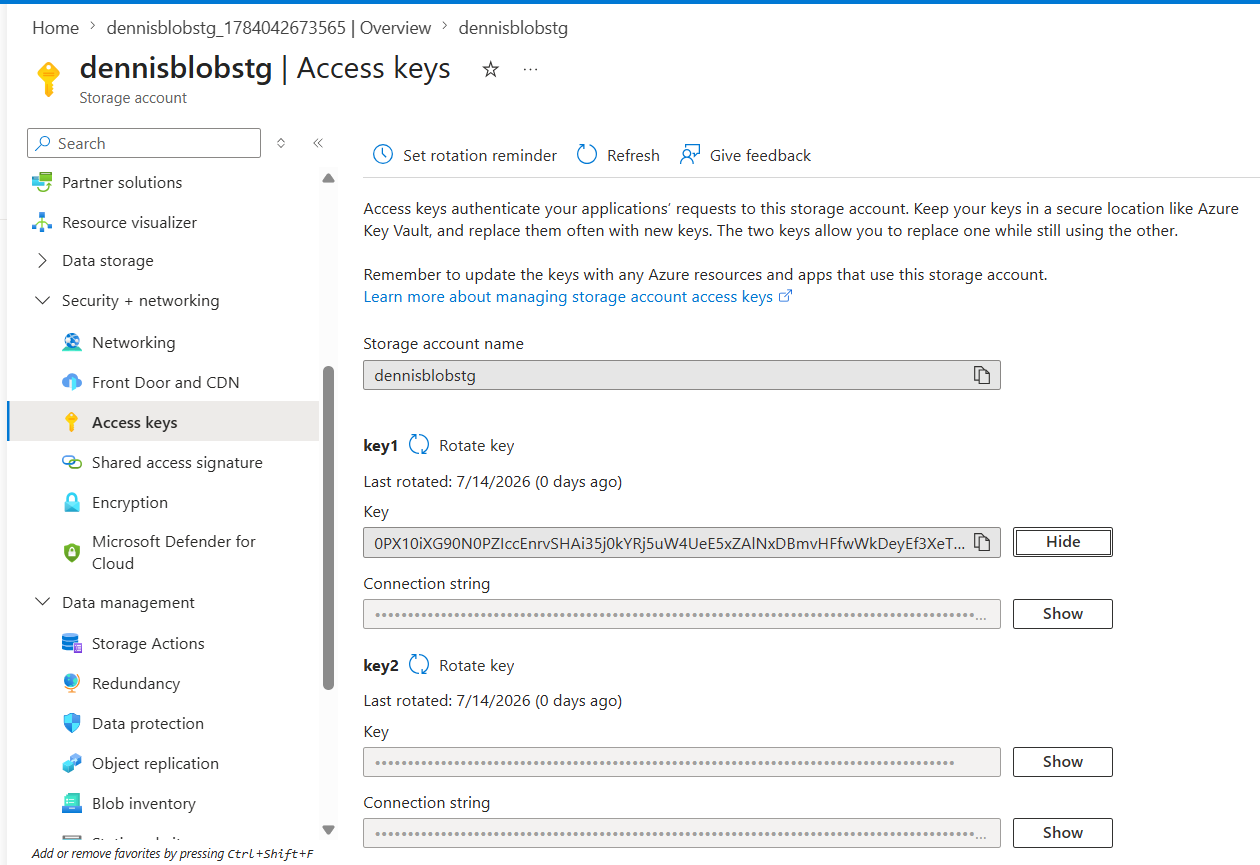 Home > dennisblobstg_1784042673565 | Overview > dennisblobstg
dennisblobstg | Access keys ☆ ...
Storage account
Search
Partner solutions
Resource visualizer
Data storage
Security + networking
Networking
Front Door and CDN
Access keys
Shared access signature
Encryption
Microsoft Defender for
Cloud
Data management
Storage Actions
Redundancy
Data protection
Object replication
Blob inventory
Add or remove favorites by pressing Ctrl+Shift+F
Set rotation reminder Refresh Give feedback
Access keys authenticate your applications’ requests to this storage account. Keep your keys in a secure location like Azure
Key Vault, and replace them often with new keys. The two keys allow you to replace one while still using the other.
Remember to update the keys with any Azure resources and apps that use this storage account.
Learn more about managing storage account access keys
Storage account name
dennisblobstg
key1 Rotate key
Last rotated: 7/14/2026 (0 days ago)
Key
0PX10iXG90N0PZIccEnrvSHAi35j0kYRj5uW4UeE5xZAlNxDBmvHFfwWkDeyEf3XeT... Hide
Connection string
Show
key2 Rotate key
Last rotated: 7/14/2026 (0 days ago)
Key
Show
Connection string
Show